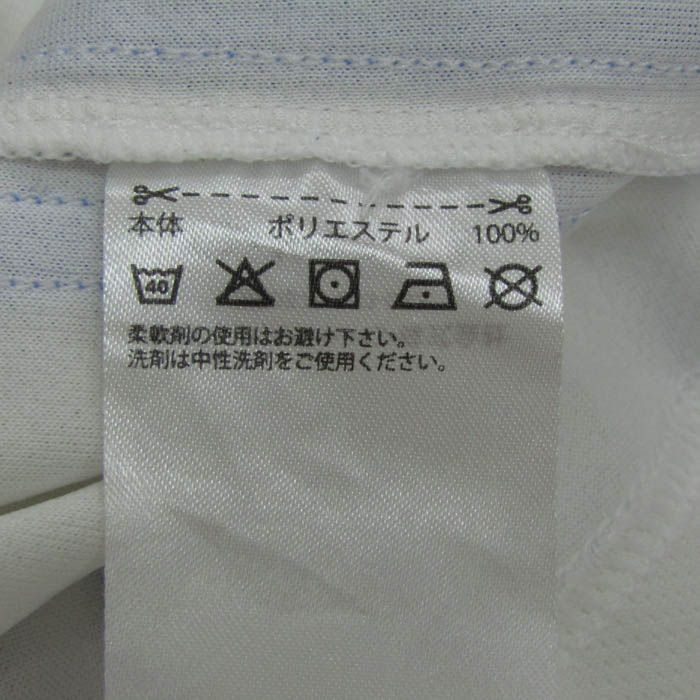 本体 ポリエステル 100%
40
柔軟剤の使用はお避け下さい。
洗剤は中性洗剤をご使用ください。